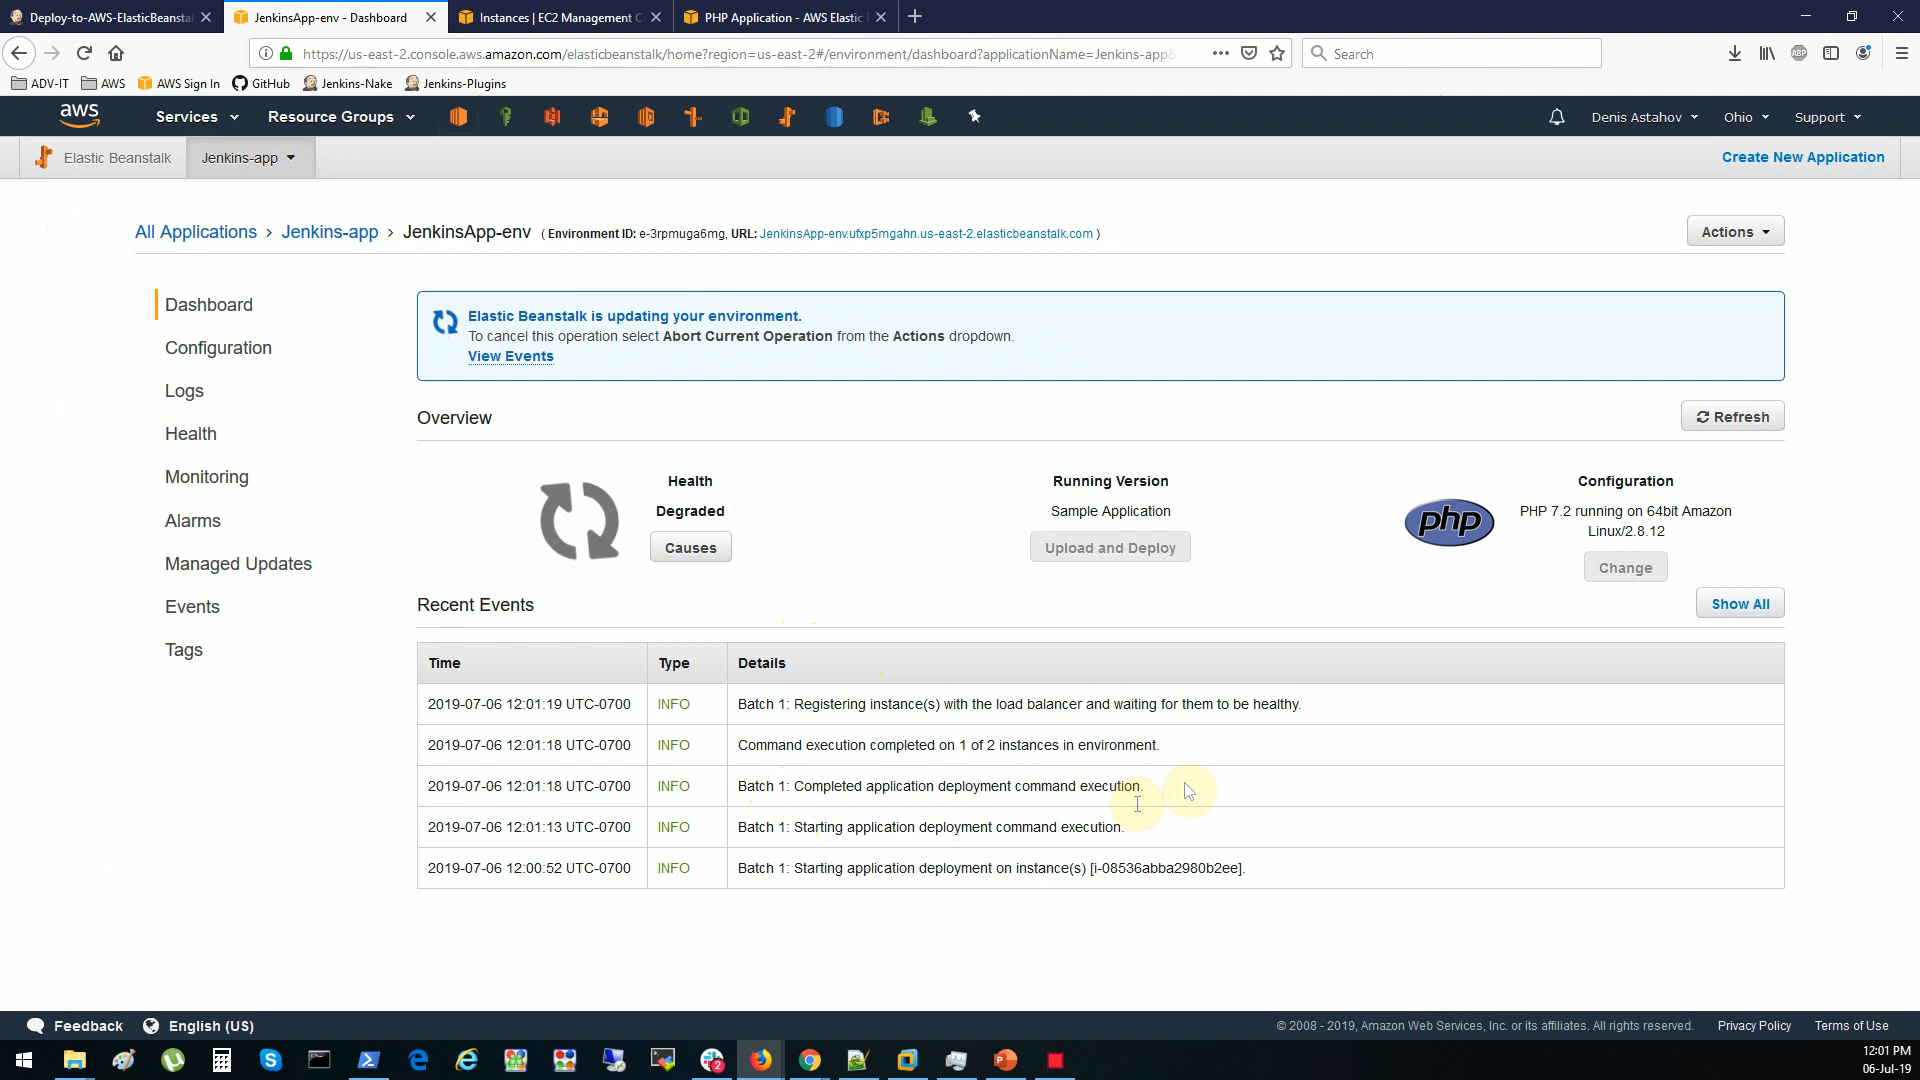 Deploy-to-AWS-ElasticBeanstal
JenkinsApp-env - Dashboard
Instances | EC2 Management C
PHP Application - AWS Elastic
https://us-east-2.console.aws.amazon.com/elasticbeanstalk/home?region=us-east-2#/environment/dashboard?applicationName=Jenkins-app&
Search
ADV-IT
AWS
AWS Sign In
GitHub
Jenkins-Nake
Jenkins-Plugins
aws
Services
Resource Groups
Denis Astahov
Ohio
Support
Elastic Beanstalk
Jenkins-app
Create New Application
All Applications > Jenkins-app > JenkinsApp-env ( Environment ID: e-3rpmuga6mg, URL: JenkinsApp-env.ufxp5mgahn.us-east-2.elasticbeanstalk.com )
Actions
Dashboard
Configuration
Logs
Health
Monitoring
Alarms
Managed Updates
Events
Tags
Elastic Beanstalk is updating your environment.
To cancel this operation select Abort Current Operation from the Actions dropdown.
View Events
Overview
Refresh
Health
Degraded
Causes
Running Version
Sample Application
Upload and Deploy
php
Configuration
PHP 7.2 running on 64bit Amazon
Linux/2.8.12
Change
Recent Events
Show All
Time Type Details
2019-07-06 12:01:19 UTC-0700 INFO Batch 1: Registering instance(s) with the load balancer and waiting for them to be healthy.
2019-07-06 12:01:18 UTC-0700 INFO Command execution completed on 1 of 2 instances in environment.
2019-07-06 12:01:18 UTC-0700 INFO Batch 1: Completed application deployment command execution.
2019-07-06 12:01:13 UTC-0700 INFO Batch 1: Starting application deployment command execution.
2019-07-06 12:00:52 UTC-0700 INFO Batch 1: Starting application deployment on instance(s) [i-08536abba2980b2ee].
Feedback
English (US)
© 2008 - 2019, Amazon Web Services, Inc. or its affiliates. All rights reserved.
Privacy Policy
Terms of Use
12:01 PM
06-Jul-19